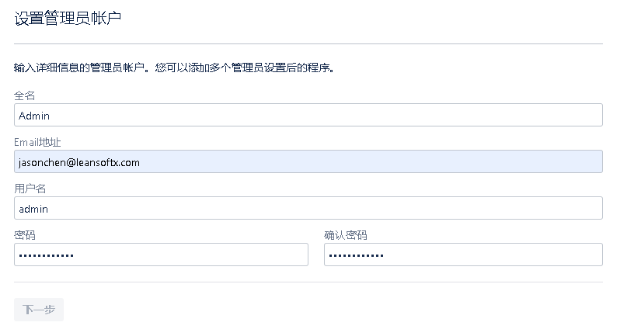 设置管理员帐户
输入详细信息的管理员帐户。您可以添加多个管理员设置后的程序。
全名
Admin
Email地址
jasonchen@leansoftx.com
用户名
admin
密码 确认密码
•••••••••••• ••••••••••••
下一步